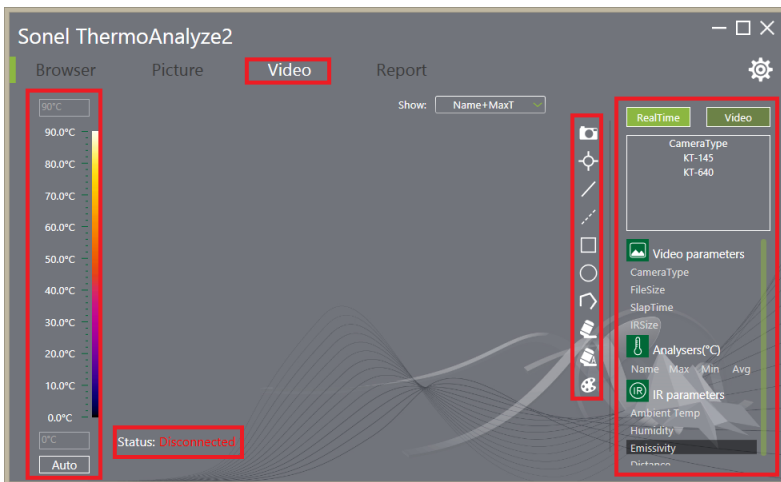 Sonel ThermoAnalyze2
Browser Picture Video Report
90°C
90.0°C
80.0°C
70.0°C
60.0°C
50.0°C
40.0°C
30.0°C
20.0°C
10.0°C
0.0°C
0°C
Auto
Status: Disconnected
Show: Name+MaxT
RealTime Video
CameraType
KT-145
KT-640
Video parameters
CameraType
FileSize
SlapTime
IRSize
Analysers(°C)
Name Max Min Avg
IR IR parameters
Ambient Temp
Humidity
Emissivity
Distance